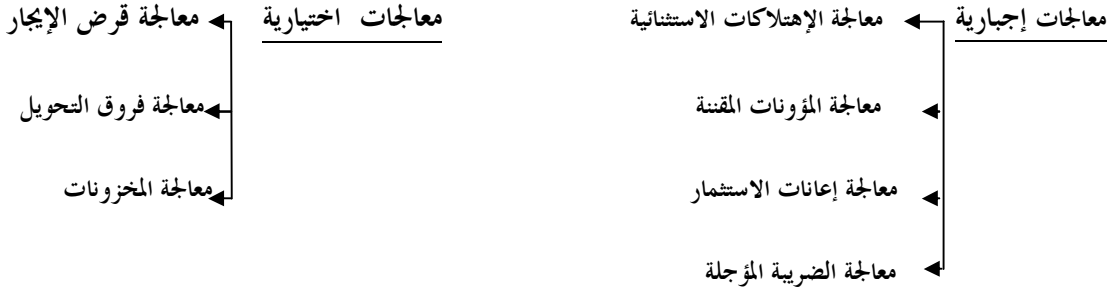 معالجات إجبارية
معالجة الإهتلاكات الاستثنائية
معالجة المؤونات المقننة
معالجة إعانات الاستثمار
معالجة الضريبة المؤجلة
معالجات اختيارية
معالجة قرض الإيجار
معالجة فروق التحويل
معالجة المخزونات